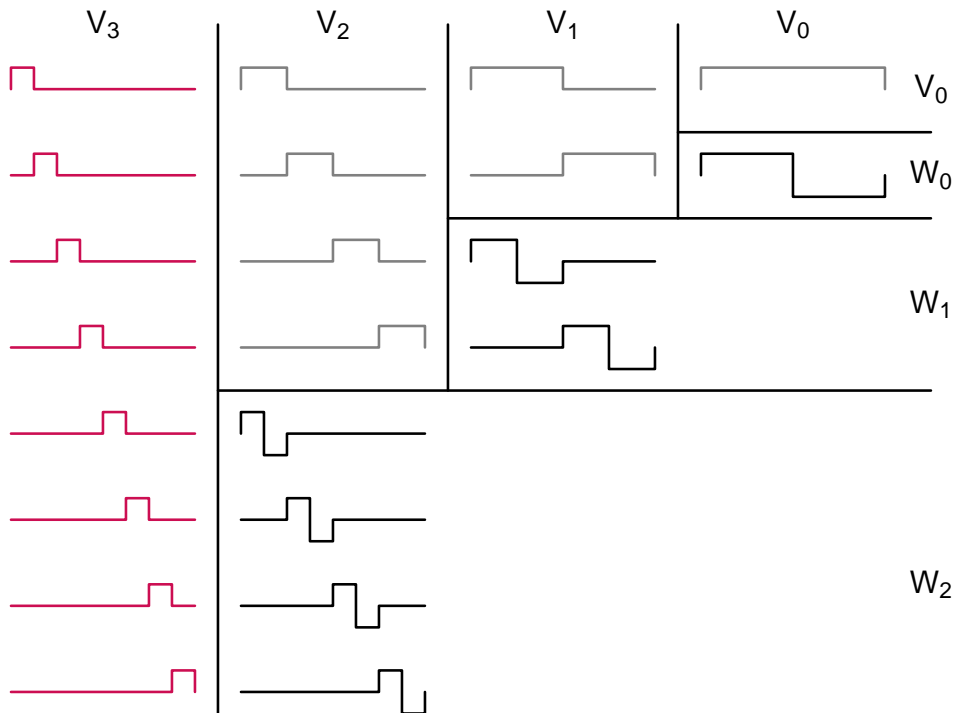 V₃ V₂ V₁ V₀
V₀
W₀
W₁
W₂